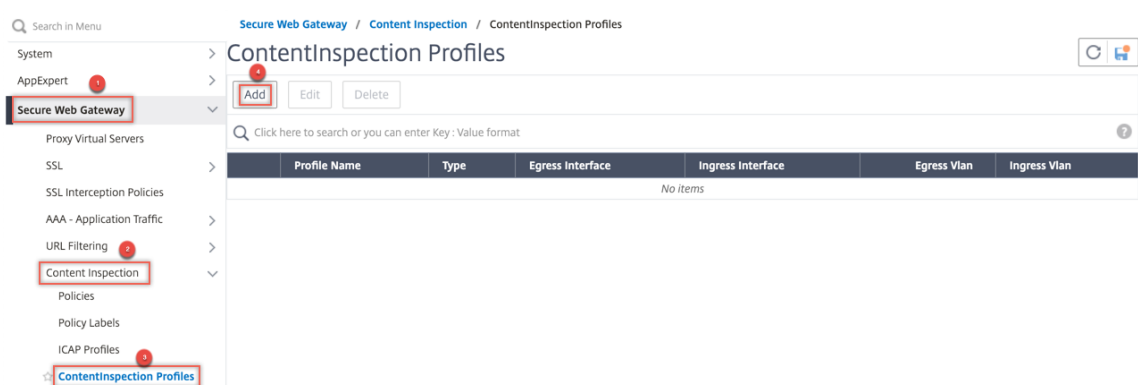 Search in Menu
System
AppExpert
1
Secure Web Gateway
Proxy Virtual Servers
SSL
SSL Interception Policies
AAA - Application Traffic
URL Filtering
2
Content Inspection
Policies
Policy Labels
ICAP Profiles
3
ContentInspection Profiles
Secure Web Gateway / Content Inspection / ContentInspection Profiles
ContentInspection Profiles
4
Add Edit Delete
Click here to search or you can enter Key : Value format ?
Profile Name Type Egress Interface Ingress Interface Egress Vlan Ingress Vlan
No items